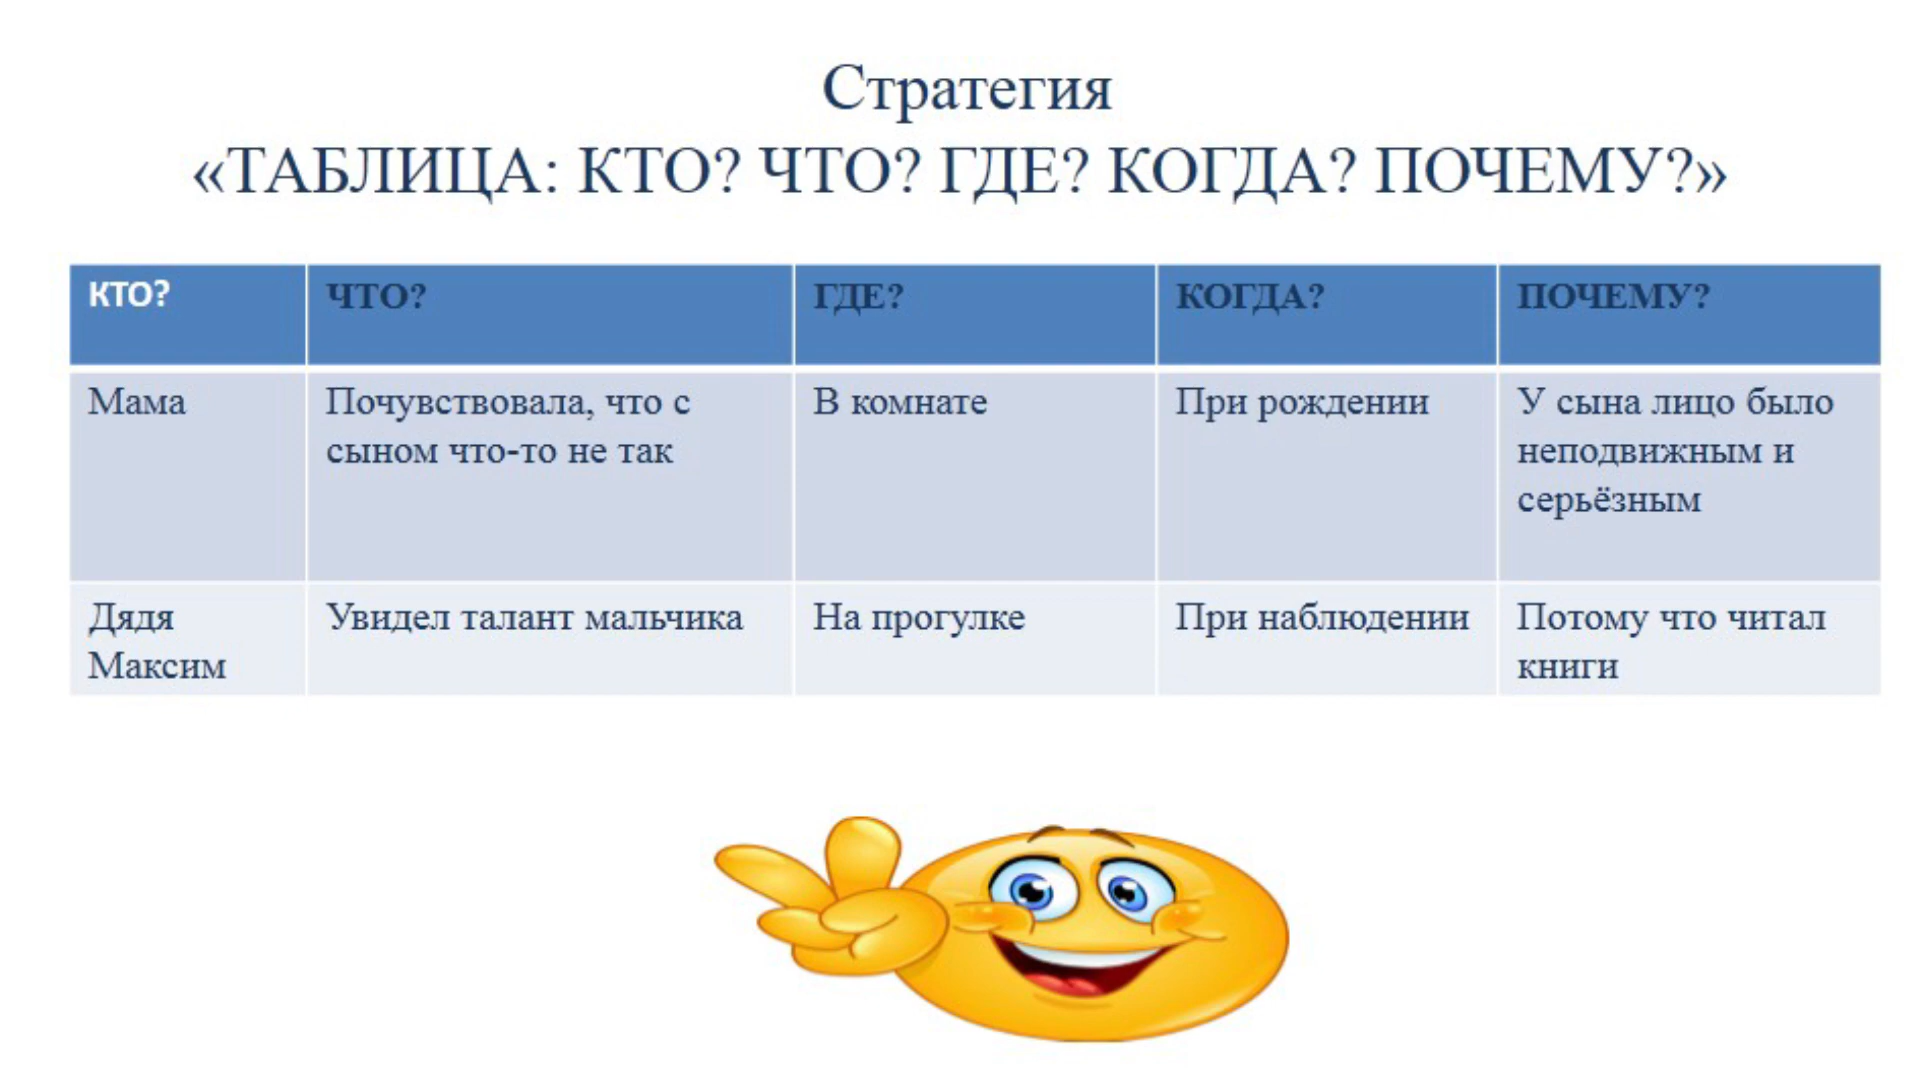 Стратегия
«ТАБЛИЦА: КТО? ЧТО? ГДЕ? КОГДА? ПОЧЕМУ?»
КТО? ЧТО? ГДЕ? КОГДА? ПОЧЕМУ?
Мама
Почувствовала, что с
сыном что-то не так
В комнате
При рождении
У сына лицо было
неподвижным и
серьёзным
Дядя
Максим
Увидел талант мальчика
На прогулке
При наблюдении
Потому что читал
книги